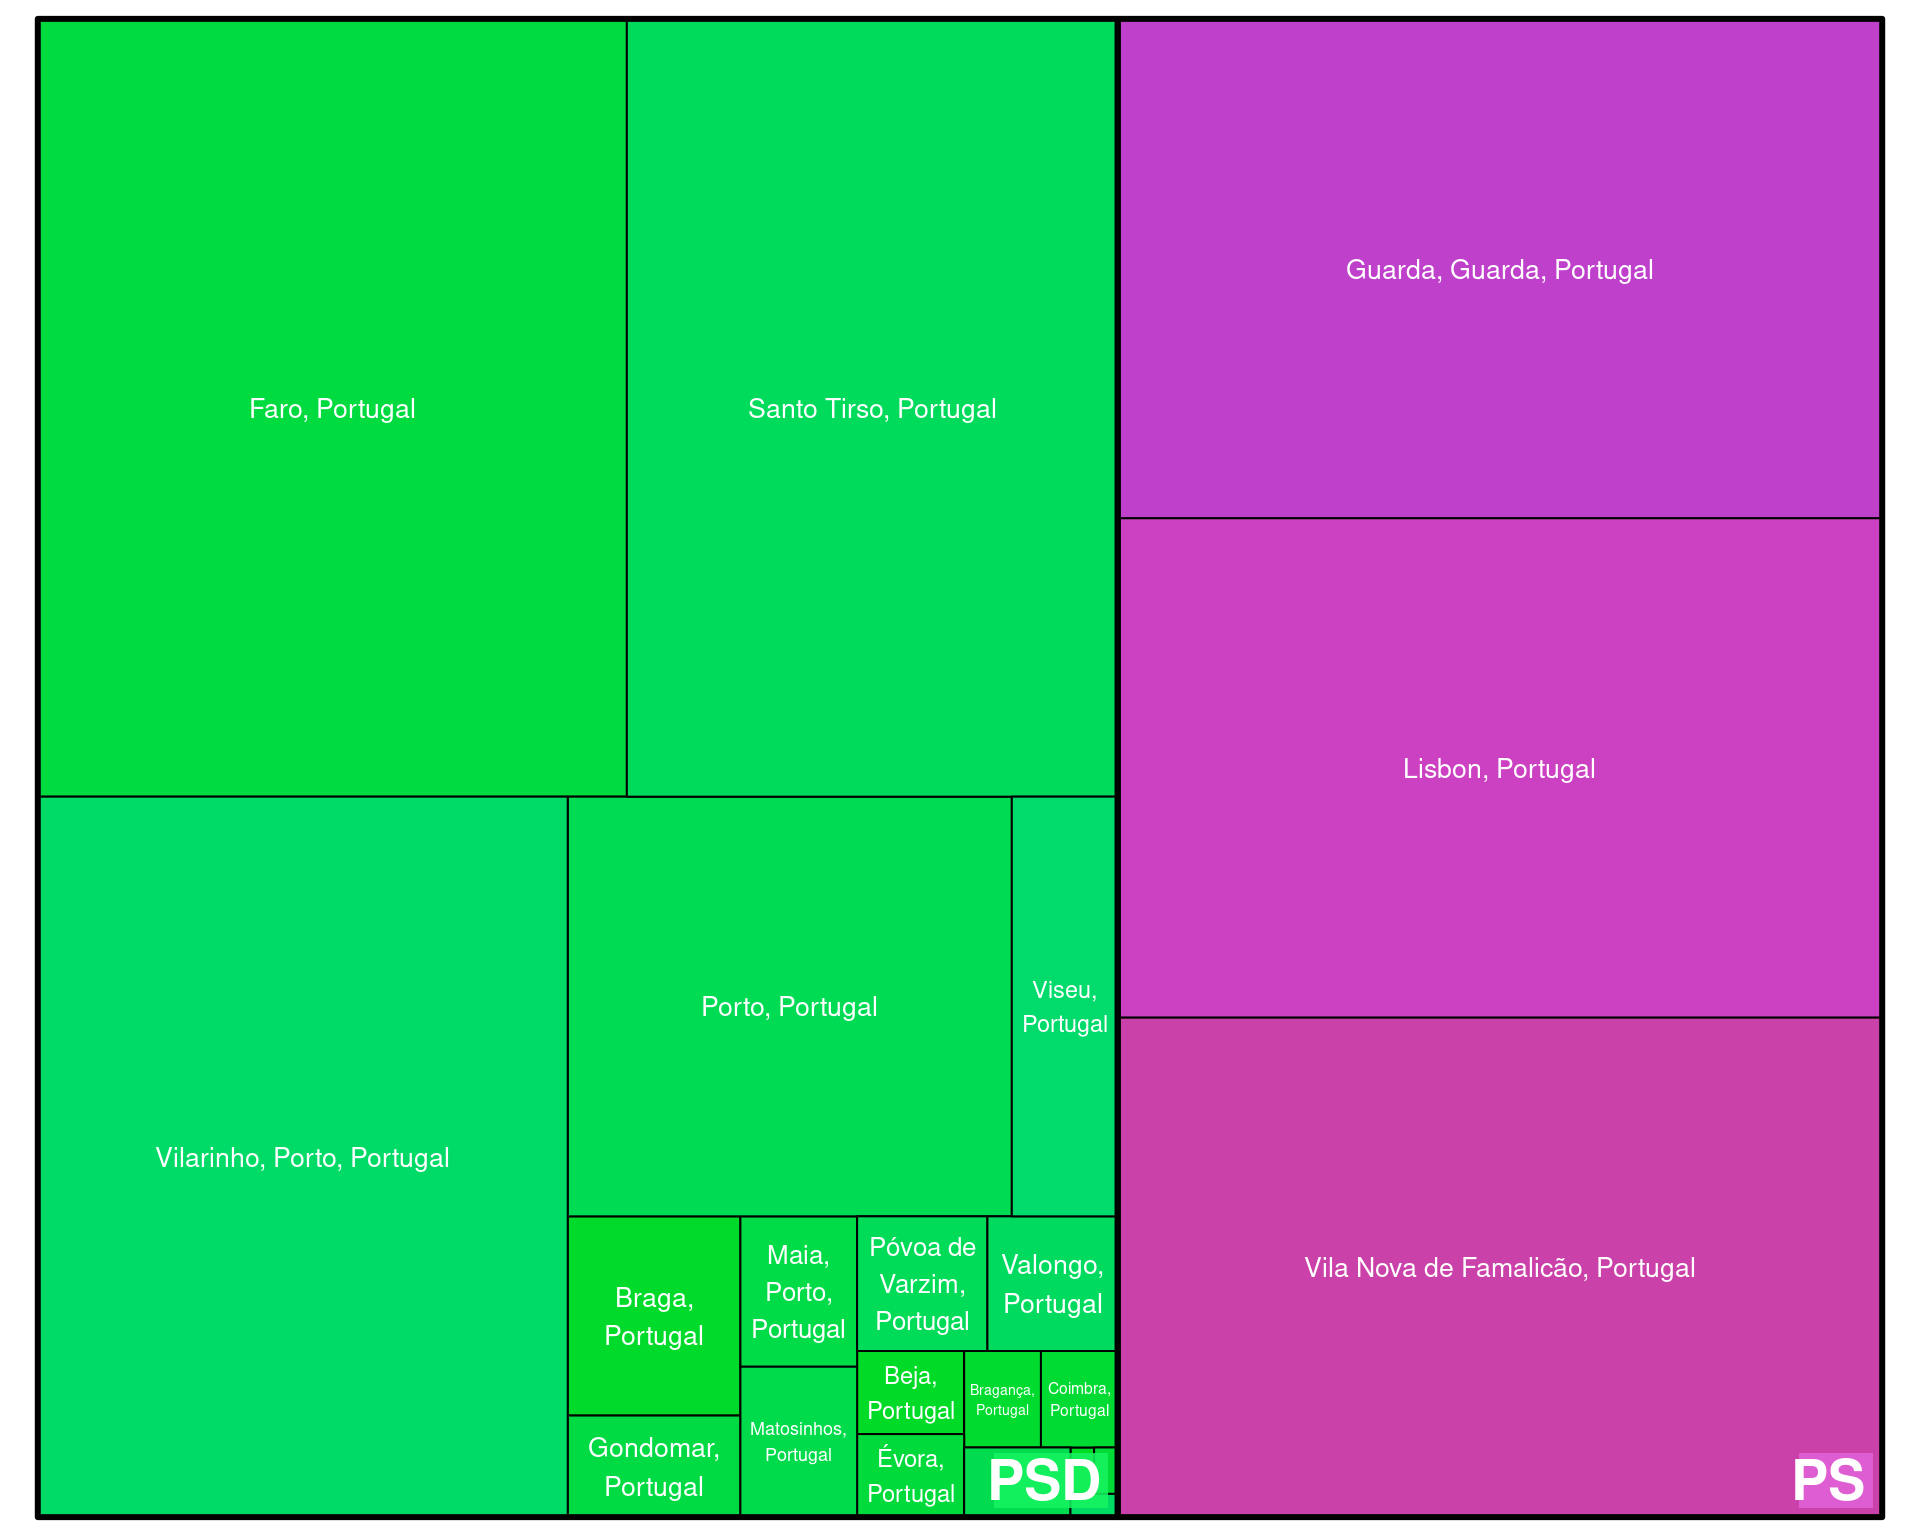 Faro, Portugal
Santo Tirso, Portugal
Guarda, Guarda, Portugal
Lisbon, Portugal
Vilarinho, Porto, Portugal
Porto, Portugal
Viseu,
Portugal
Vila Nova de Famalicão, Portugal
Braga,
Portugal
Maia,
Porto,
Portugal
Póvoa de
Varzim,
Portugal
Valongo,
Portugal
Beja,
Portugal
Bragança,
Portugal
Coimbra,
Portugal
Gondomar,
Portugal
Matosinhos,
Portugal
Évora,
Portugal
PSD
PS